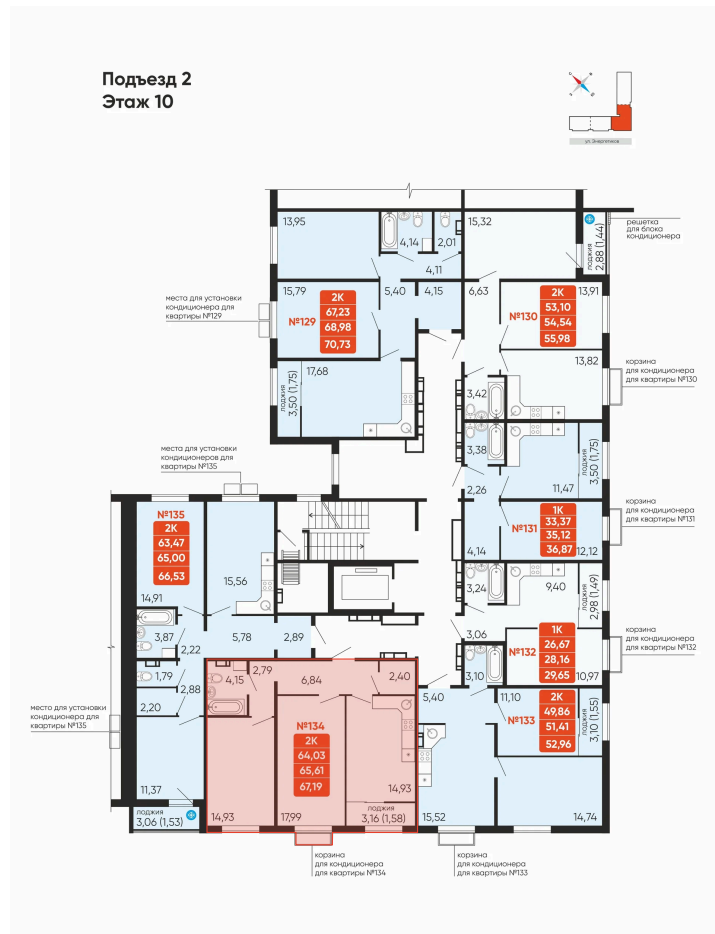 Подъезд 2
Этаж 10
ул. Энергетиков
решетка
для блока
кондиционера
13,95
4,14
2,01
15,32
2,88 (1,44)
лоджия
4,11
15,79
5,40
4,15
6,63
13,91
№129
2К
67,23
68,98
70,73
№130
2К
53,10
54,54
55,98
места для установки
кондиционера для
квартиры №129
17,68
3,50 (1,75)
лоджия
13,82
3,42
корзина
для кондиционера
для квартиры №130
3,38
11,47
3,50 (1,75)
лоджия
2,26
места для установки
кондиционеров для
квартиры №135
№135
2К
63,47
65,00
66,53
14,91
15,56
№131
1К
33,37
35,12
36,87
4,14
12,12
корзина
для кондиционера
для квартиры №131
3,24
9,40
2,98 (1,49)
лоджия
3,87
2,22
5,78
2,89
3,06
№132
1К
26,67
28,16
29,65
10,97
корзина
для кондиционера
для квартиры №132
1,79
2,88
2,20
4,15
2,79
6,84
2,40
3,10
5,40
11,10
№133
2К
49,86
51,41
52,96
3,10 (1,55)
лоджия
место для установки
кондиционера для
квартиры №135
№134
2К
64,03
65,61
67,19
11,37
14,93
17,99
14,93
лоджия
3,16 (1,58)
15,52
14,74
лоджия
3,06 (1,53)
корзина
для кондиционера
для квартиры №134
корзина
для кондиционера
для квартиры №133